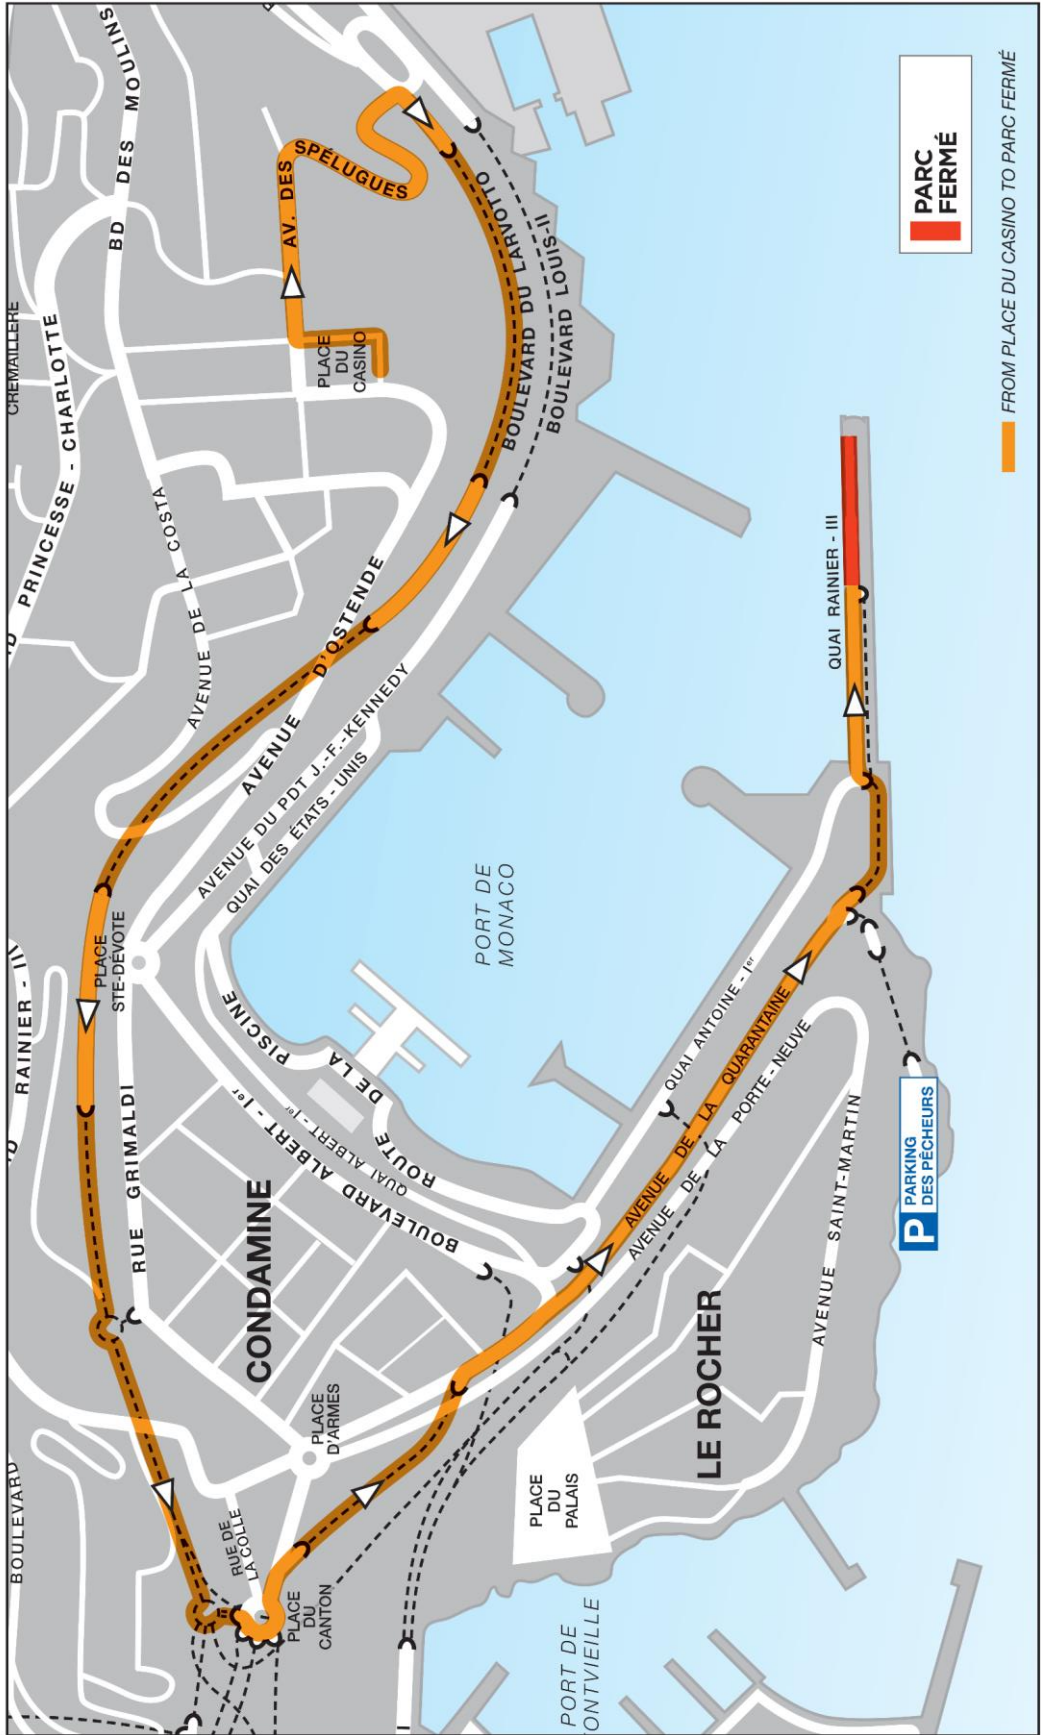 CREMAILLERE
PRINCESSE - CHARLOTTE
BD DES MOULINS
AVENUE DE LA COSTA
AV. DES
SPÉLUGUES
PLACE
DU
CASINO
BOULEVARD DU LARVOTTO
BOULEVARD LOUIS-II
AVENUE D'OSTENDE
AVENUE DU PDT J.-F.-KENNEDY
QUAI DES ÉTATS - UNIS
RAINIER - III
PLACE
STE-DÉVOTE
RUE GRIMALDI
BOULEVARD ALBERT - Ier
QUAI ALBERT - Ier
ROUTE DE LA PISCINE
PORT DE
MONACO
CONDAMINE
BOULEVARD
RUE DE
LA COLLE
PLACE
D'ARMES
PLACE
DU
CANTON
QUAI ANTOINE - Ier
AVENUE DE LA QUARANTAINE
AVENUE DE LA PORTE - NEUVE
QUAI RAINIER - III
AVENUE SAINT-MARTIN
LE ROCHER
PLACE
DU
PALAIS
P PARKING
DES PÊCHEURS
PORT DE
ONTVIEILLE
I
PARC
FERMÉ
FROM PLACE DU CASINO TO PARC FERMÉ